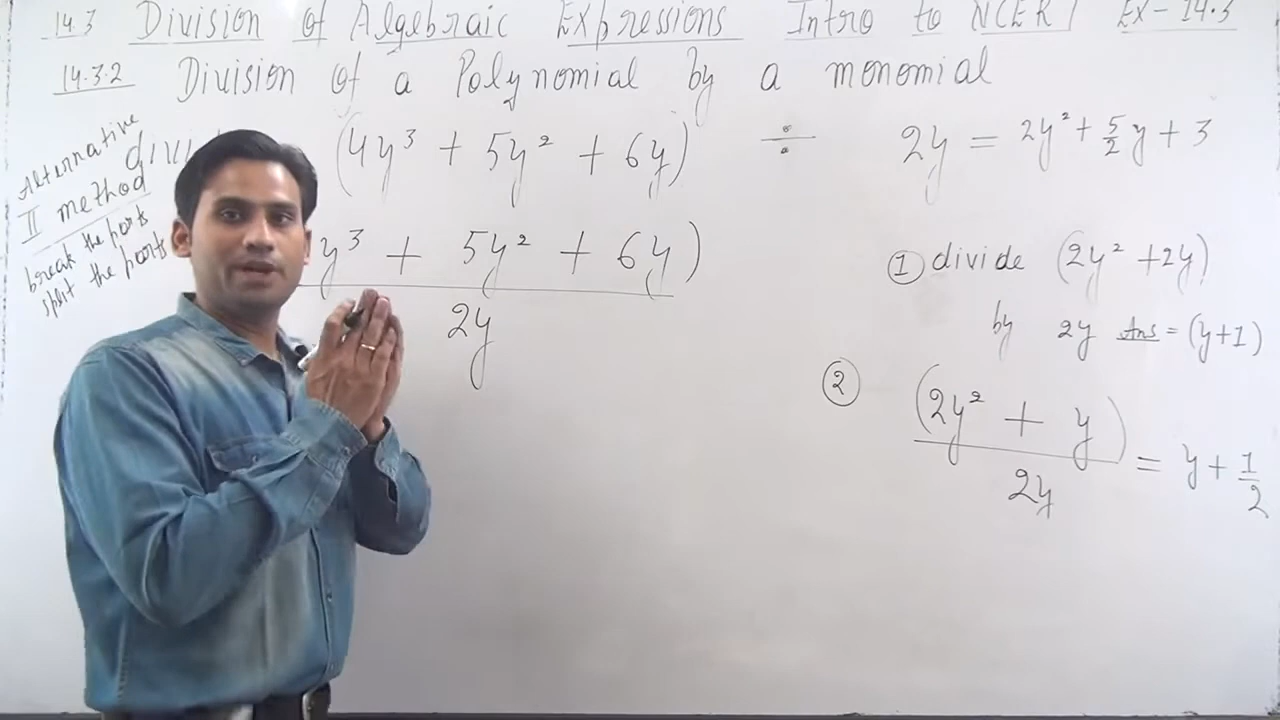 14.3 Division of Algebraic Expressions Intro to NCERT EX-14.3
14.3.2 Division of a Polynomial by a monomial
Alternative
II method
break the parts
split the parts
(4y³ + 5y² + 6y) ÷ 2y = 2y² + 5/2 y + 3
y³ + 5y² + 6y)
2y
① divide (2y² + 2y)
by 2y Ans = (y+1)
② (2y² + y)
2y
= y + 1/2